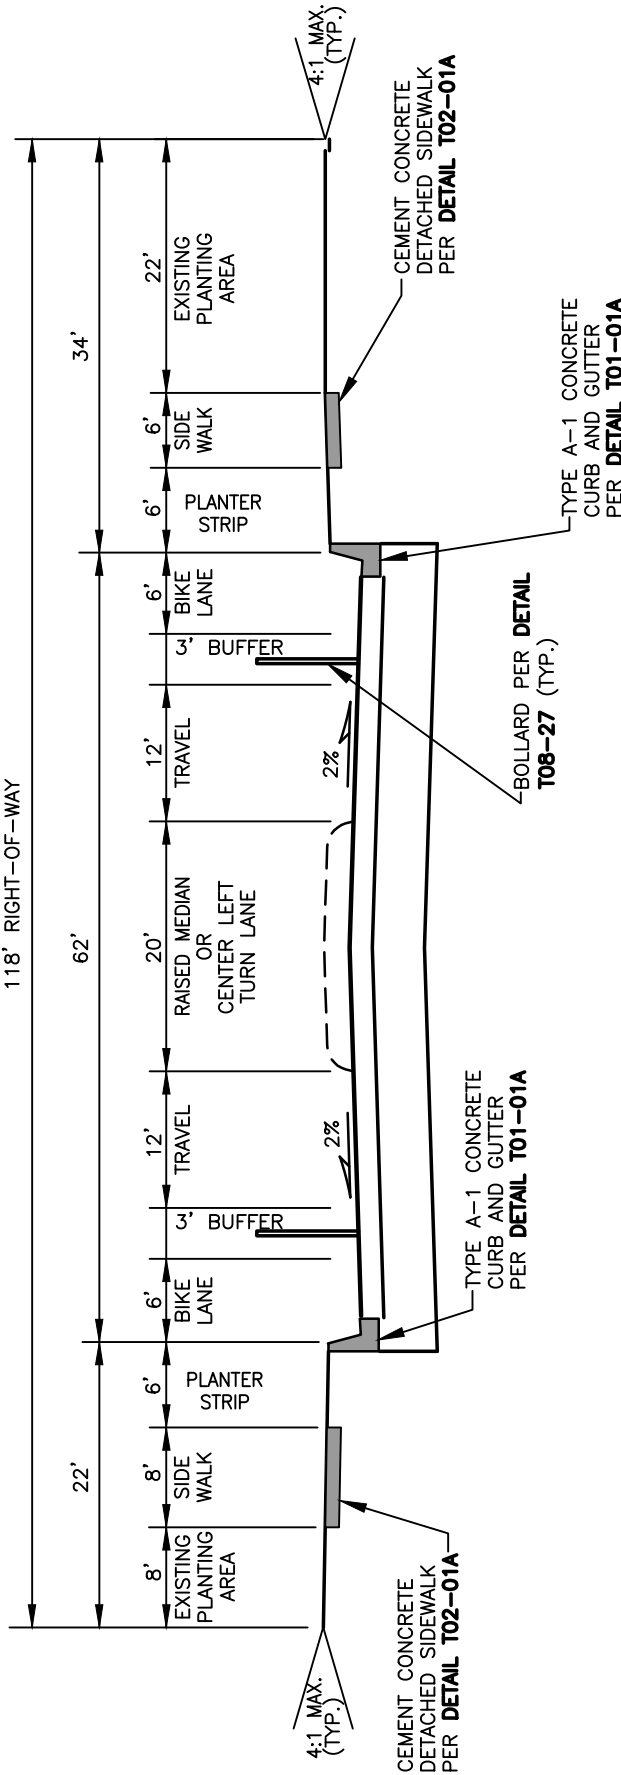 118' RIGHT-OF-WAY
22'
62'
34'
8'
EXISTING
PLANTING
AREA
8'
SIDE
WALK
6'
PLANTER
STRIP
6'
BIKE
LANE
3' BUFFER
12'
TRAVEL
20'
RAISED MEDIAN
OR
CENTER LEFT
TURN LANE
12'
TRAVEL
3' BUFFER
6'
BIKE
LANE
6'
PLANTER
STRIP
6'
SIDE
WALK
22'
EXISTING
PLANTING
AREA
4:1 MAX.
(TYP.)
2%
2%
4:1 MAX.
(TYP.)
CEMENT CONCRETE
DETACHED SIDEWALK
PER DETAIL T02-01A
TYPE A-1 CONCRETE
CURB AND GUTTER
PER DETAIL T01-01A
BOLLARD PER DETAIL
T08-27 (TYP.)
TYPE A-1 CONCRETE
CURB AND GUTTER
PER DETAIL T01-01A
CEMENT CONCRETE
DETACHED SIDEWALK
PER DETAIL T02-01A